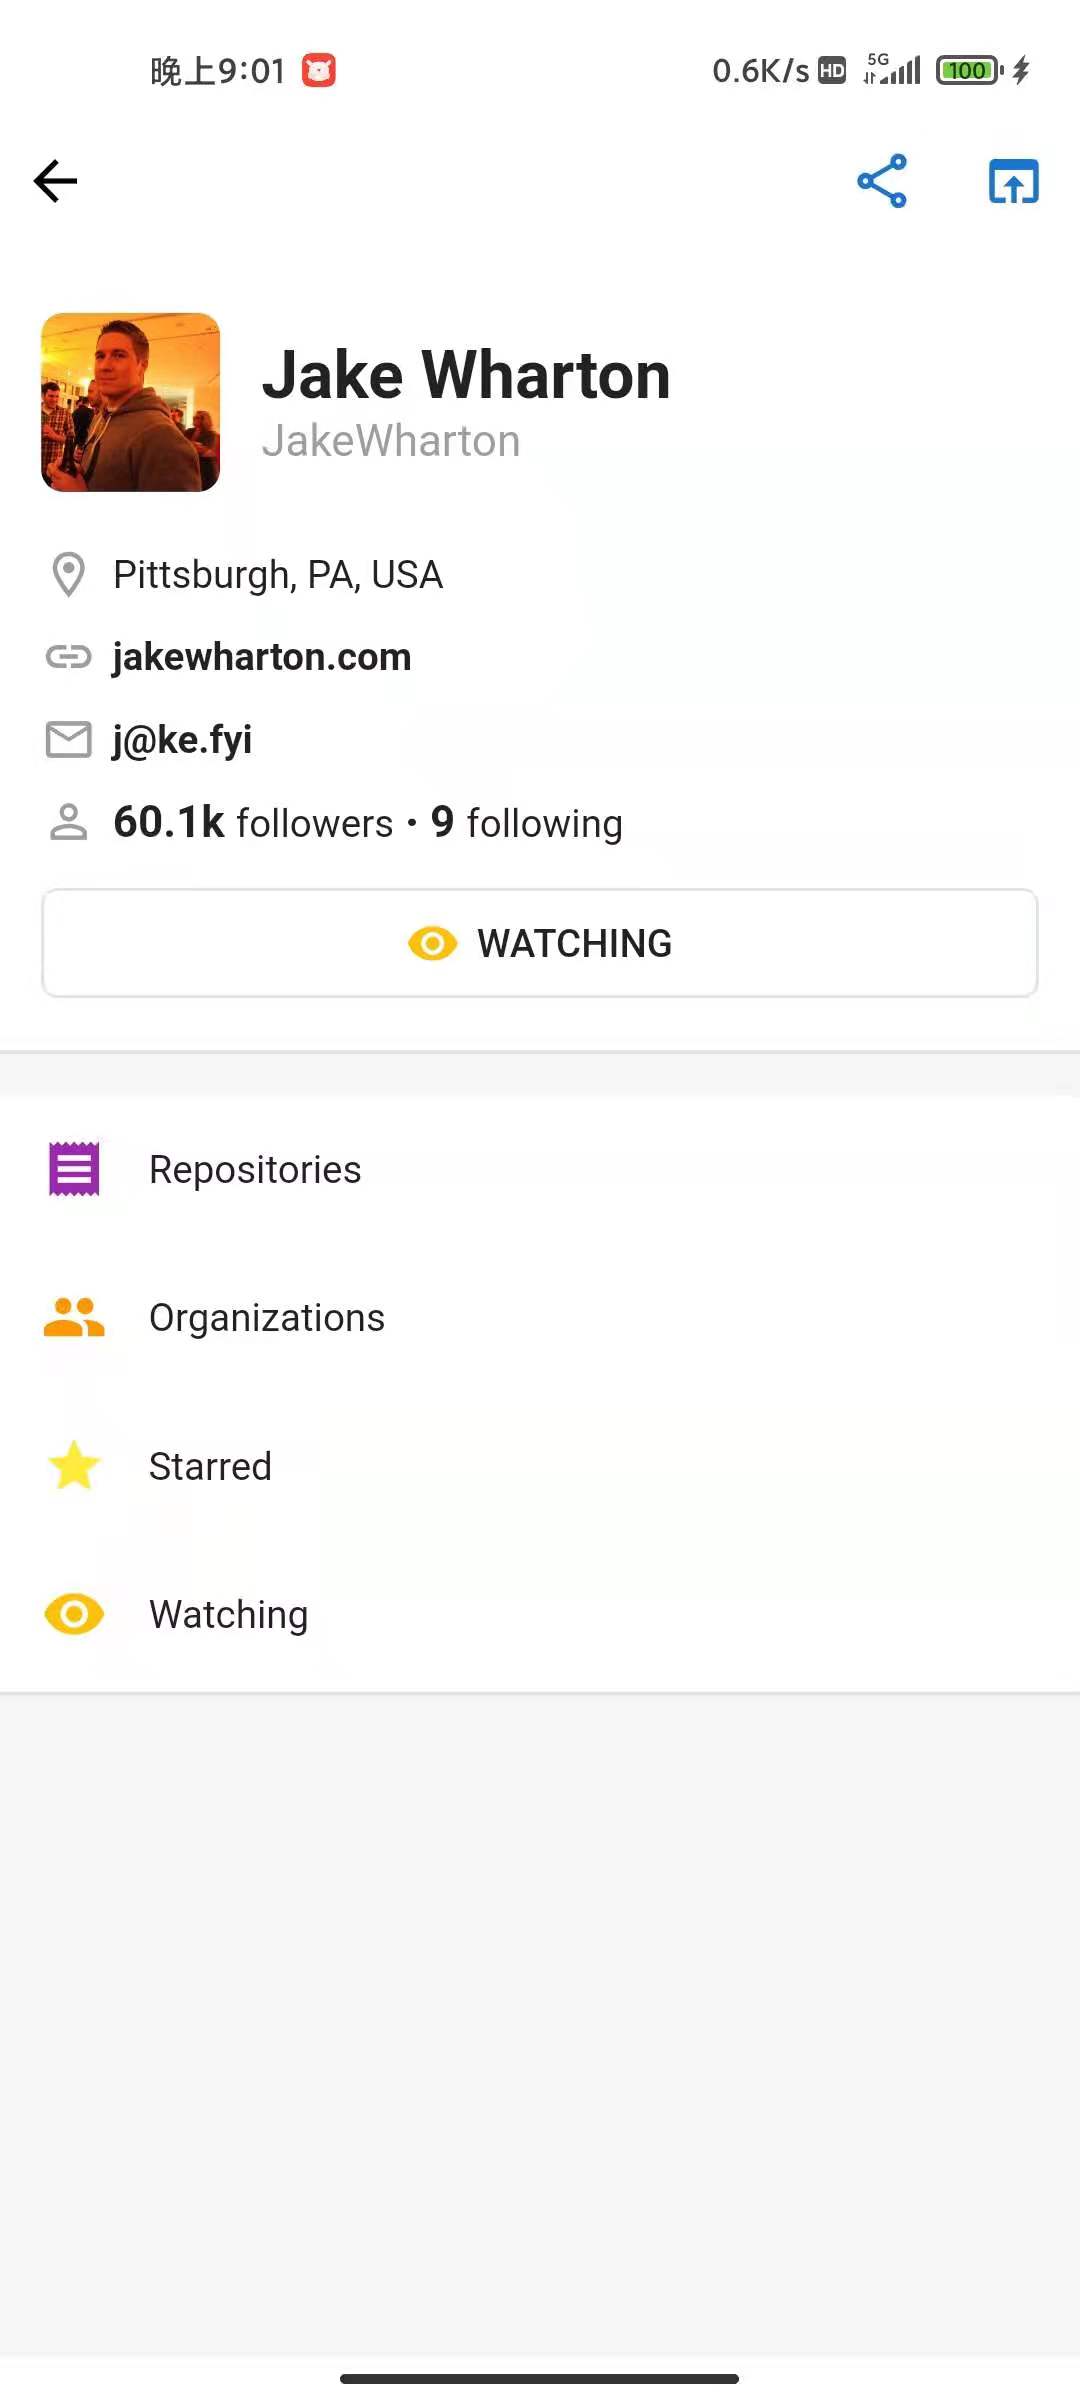 晚上9:01 0.6K/s HD 5G 100
Jake Wharton
JakeWharton
Pittsburgh, PA, USA
jakewharton.com
j@ke.fyi
60.1k followers • 9 following
WATCHING
Repositories
Organizations
Starred
Watching